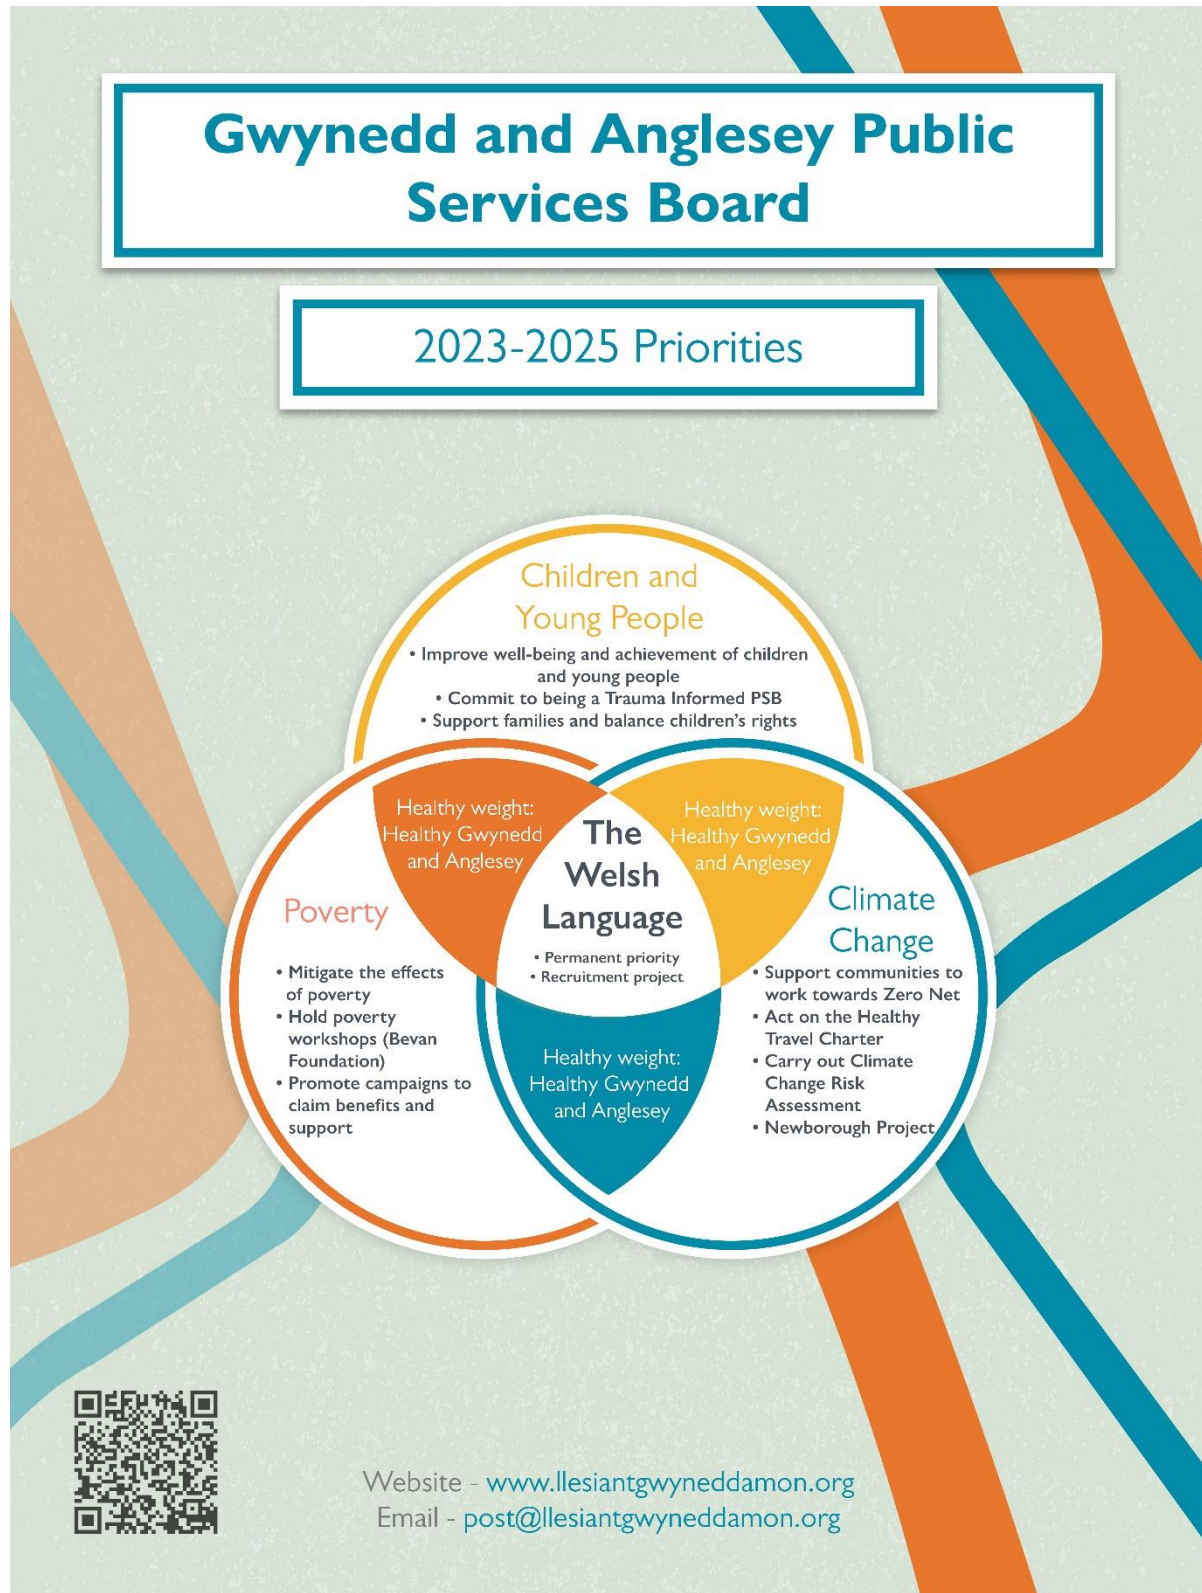 Gwynedd and Anglesey Public
Services Board
2023-2025 Priorities
Children and
Young People
• Improve well-being and achievement of children
and young people
• Commit to being a Trauma Informed PSB
• Support families and balance children's rights
Healthy weight:
Healthy Gwynedd
and Anglesey
The
Welsh
Language
• Permanent priority
• Recruitment project
Healthy weight:
Healthy Gwynedd
and Anglesey
Poverty
• Mitigate the effects
of poverty
• Hold poverty
workshops (Bevan
Foundation)
• Promote campaigns to
claim benefits and
support
Climate
Change
• Support communities to
work towards Zero Net
• Act on the Healthy
Travel Charter
• Carry out Climate
Change Risk
Assessment
• Newborough Project
Healthy weight:
Healthy Gwynedd
and Anglesey
Website - www.llesiantgwyneddamon.org
Email - post@llesiantgwyneddamon.org